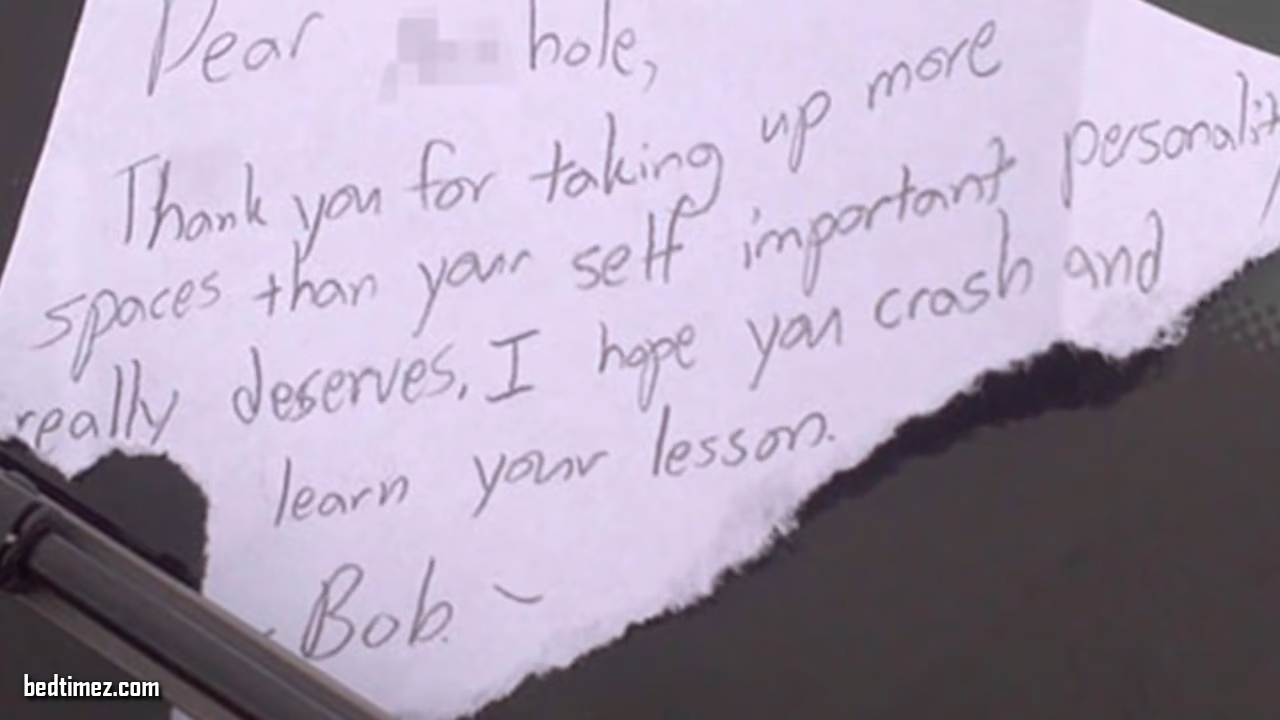 Dear hole,
Thank you for taking up more
spaces than your self important personality
really deserves. I hope you crash and
learn your lesson.
- Bob. ~
bedtimez.com